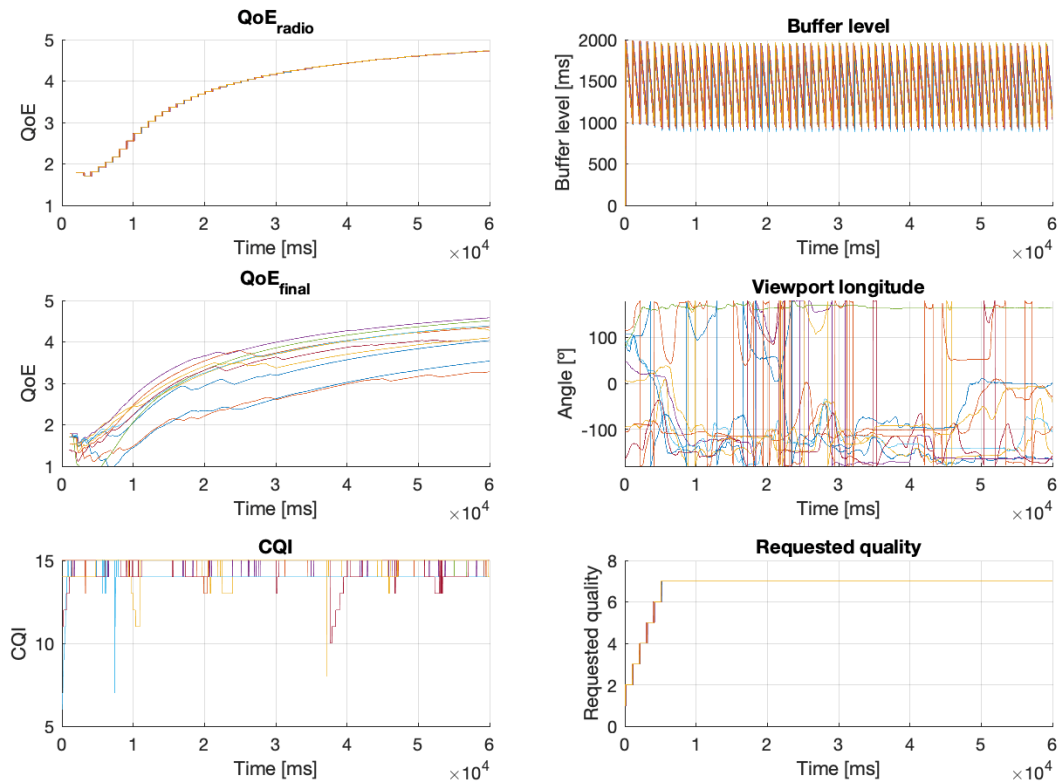 QoE_radio
5
4
3
2
1
QoE
0 1 2 3 4 5 6
Time [ms]
×10^4
Buffer level
2000
1500
1000
500
0
Buffer level [ms]
0 1 2 3 4 5 6
Time [ms]
×10^4
QoE_final
5
4
3
2
1
QoE
0 1 2 3 4 5 6
Time [ms]
×10^4
Viewport longitude
100
0
-100
Angle [º]
0 1 2 3 4 5 6
Time [ms]
×10^4
CQI
15
10
5
CQI
0 1 2 3 4 5 6
Time [ms]
×10^4
Requested quality
8
6
4
2
0
Requested quality
0 1 2 3 4 5 6
Time [ms]
×10^4